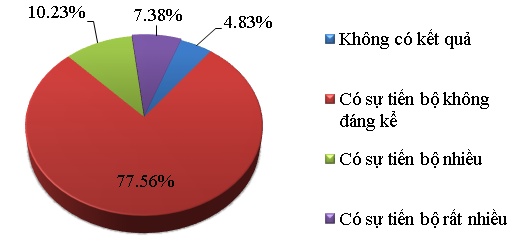 10.23%
7.38%
4.83%
77.56%
Không có kết quả
Có sự tiến bộ không
đáng kể
Có sự tiến bộ nhiều
Có sự tiến bộ rất nhiều